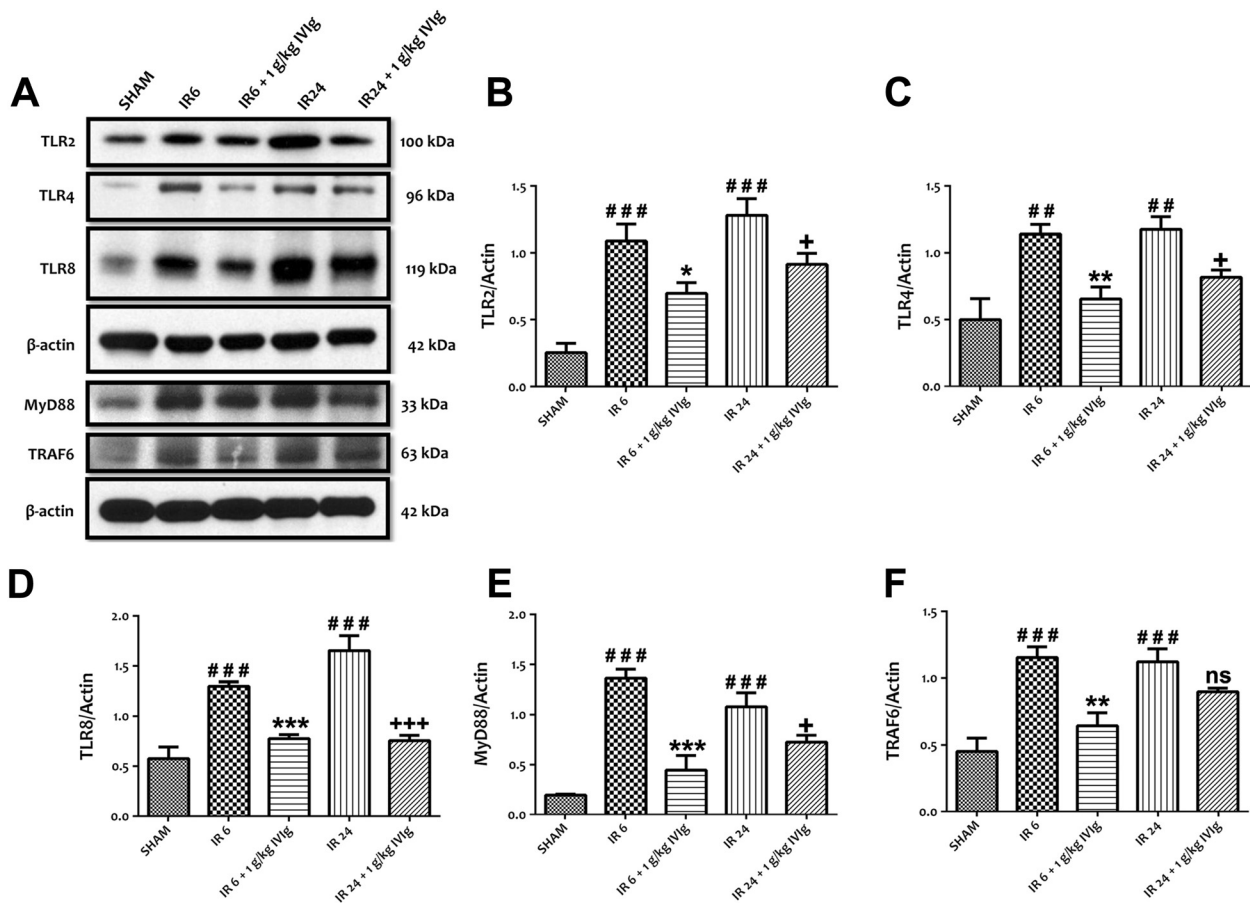 A
SHAM
IR6
IR6 + 1 g/kg IVIg
IR24
IR24 + 1 g/kg IVIg
TLR2
100 kDa
TLR4
96 kDa
TLR8
119 kDa
β-actin
42 kDa
MyD88
33 kDa
TRAF6
63 kDa
β-actin
42 kDa
B
TLR2/Actin
1.5
1.0
0.5
0.0
###
*
###
+
SHAM
IR 6
IR 6 + 1 g/kg IVIg
IR 24
IR 24 + 1 g/kg IVIg
C
TLR4/Actin
1.5
1.0
0.5
0.0
##
**
##
+
SHAM
IR 6
IR 6 + 1 g/kg IVIg
IR 24
IR 24 + 1 g/kg IVIg
D
TLR8/Actin
2.0
1.5
1.0
0.5
0.0
###
***
###
+++
SHAM
IR 6
IR 6 + 1 g/kg IVIg
IR 24
IR 24 + 1 g/kg IVIg
E
MyD88/Actin
2.0
1.5
1.0
0.5
0.0
###
***
###
+
SHAM
IR 6
IR 6 + 1 g/kg IVIg
IR 24
IR 24 + 1 g/kg IVIg
F
TRAF6/Actin
1.5
1.0
0.5
0.0
###
**
###
ns
SHAM
IR 6
IR 6 + 1 g/kg IVIg
IR 24
IR 24 + 1 g/kg IVIg